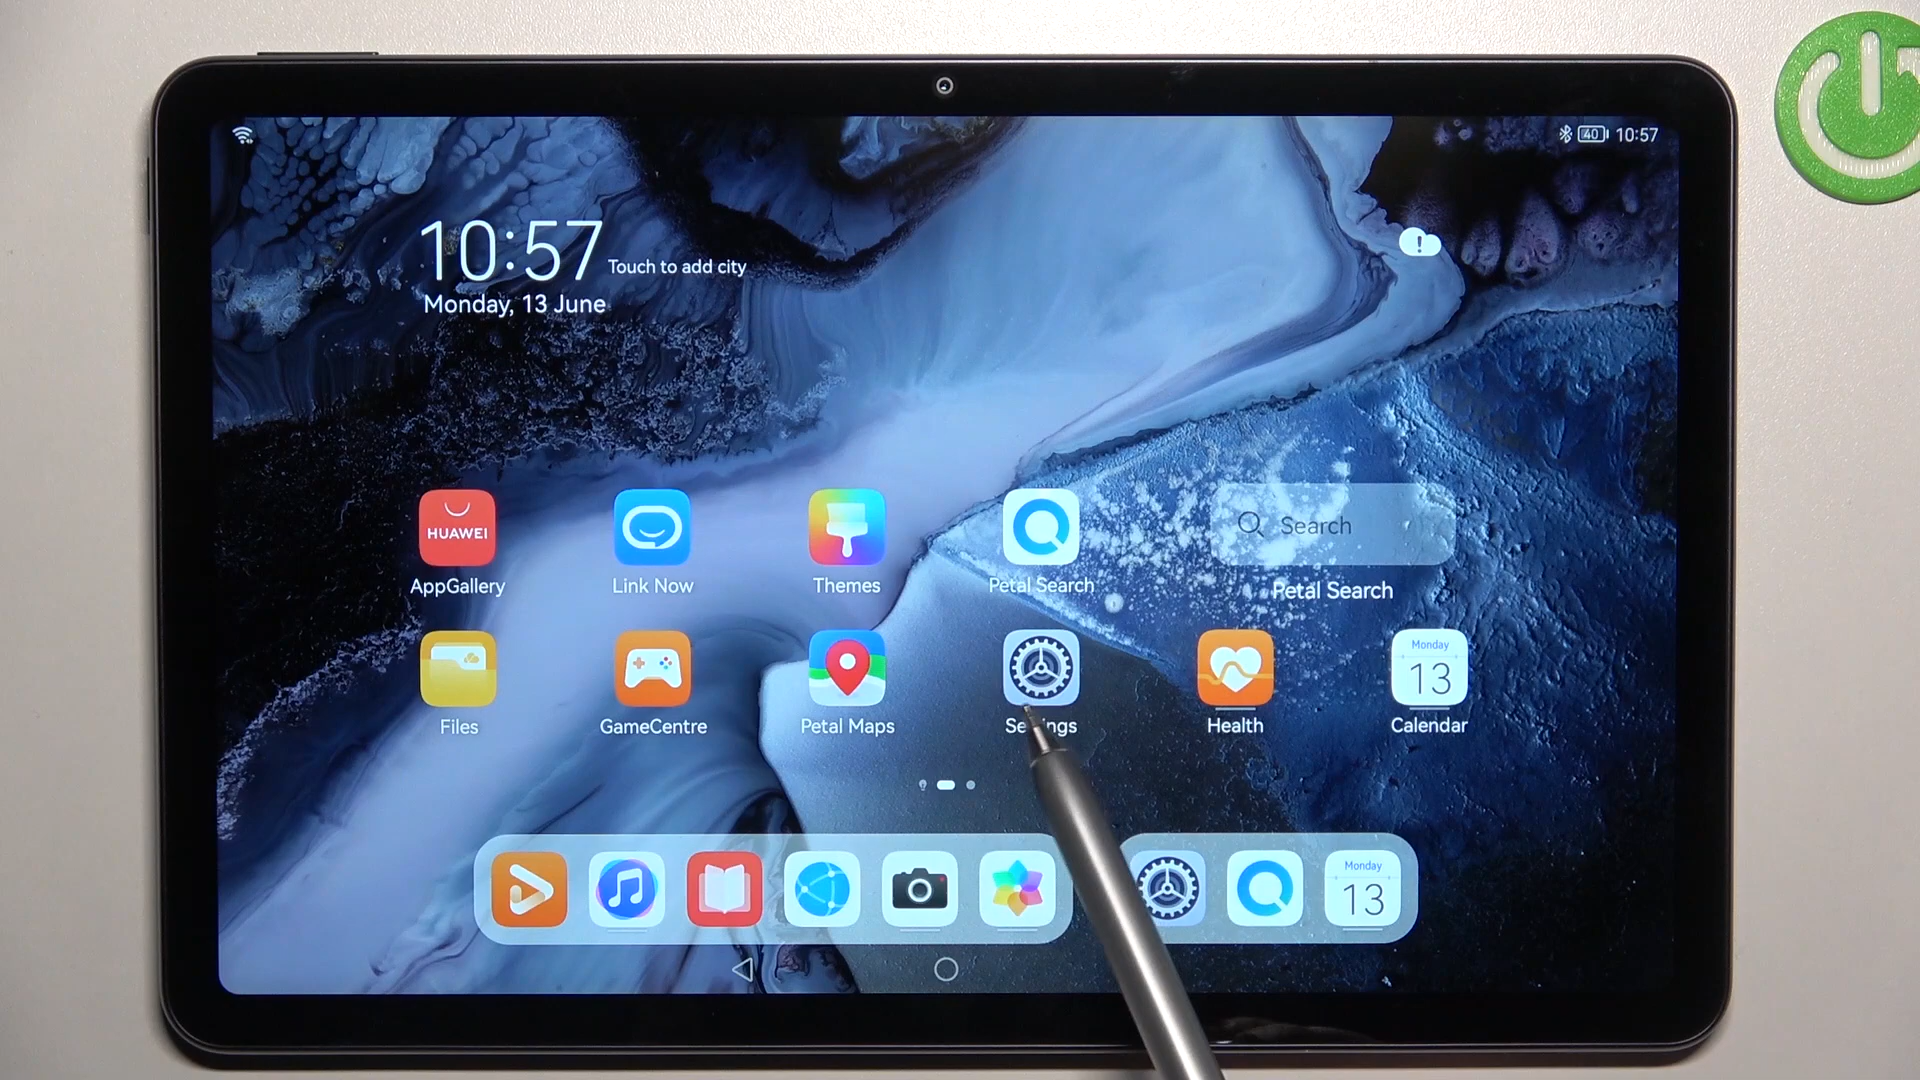 40 10:57
10:57 Touch to add city
Monday, 13 June
HUAWEI
Search
AppGallery
Link Now
Themes
Petal Search
Petal Search
Monday
13
Files
GameCentre
Petal Maps
Health
Calendar
Monday
13